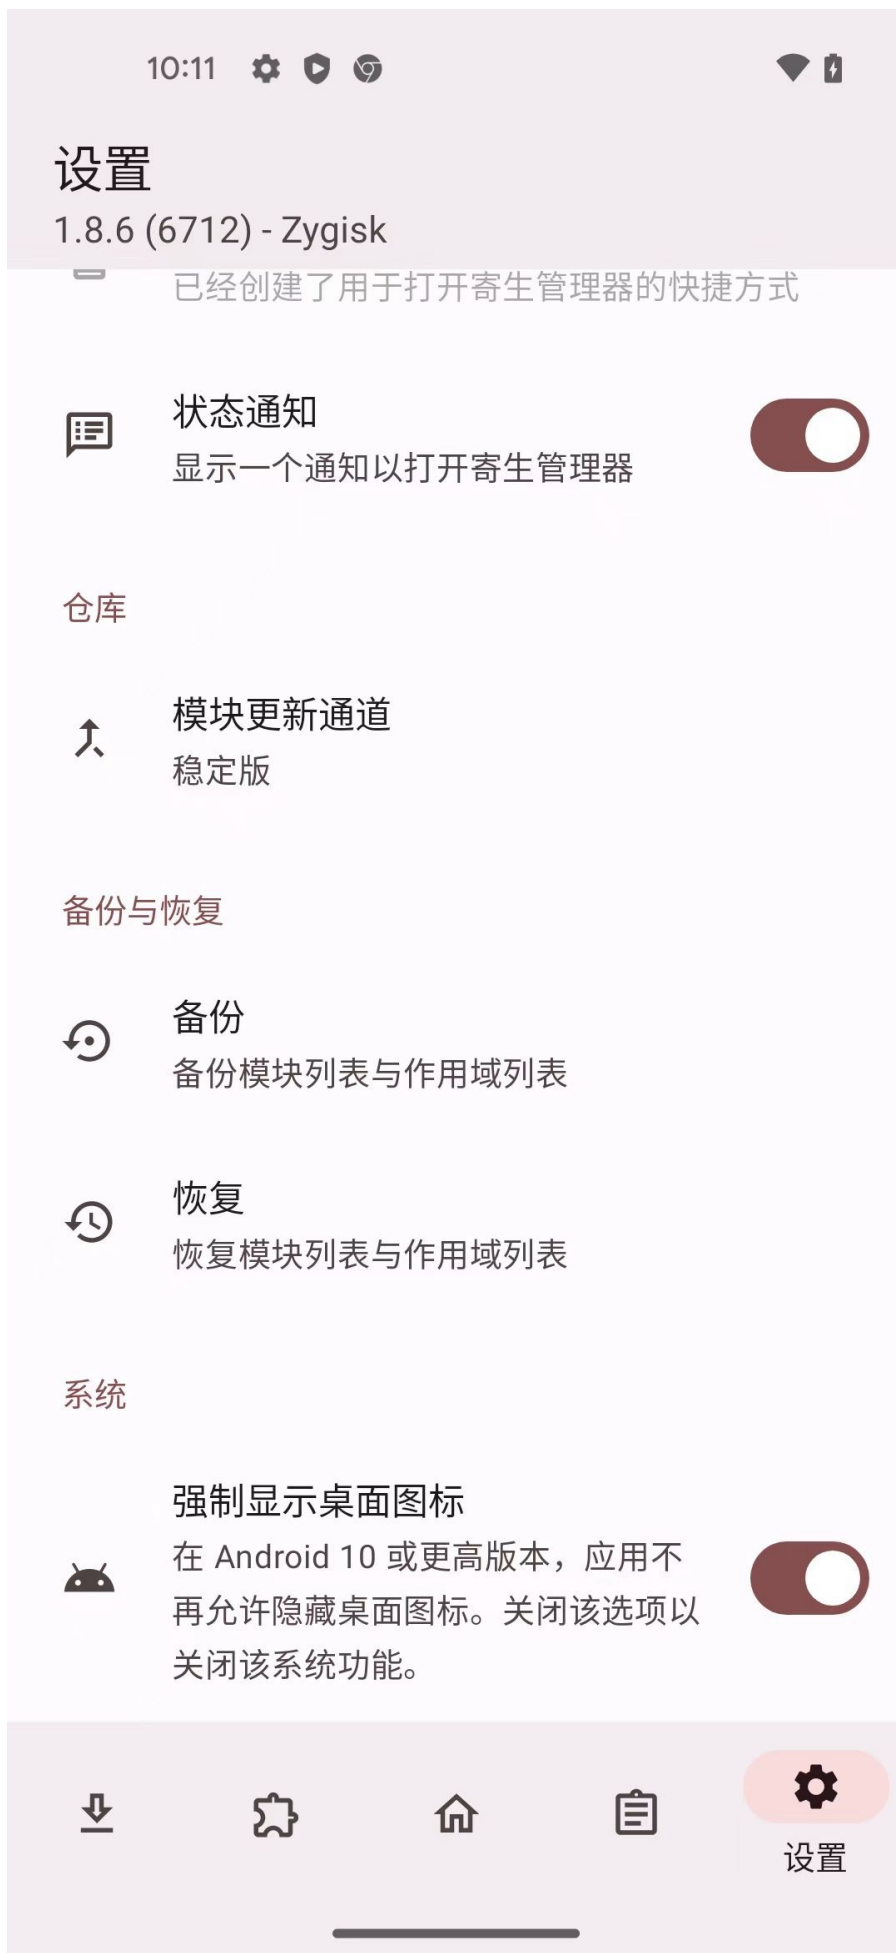 10:11
设置
1.8.6 (6712) - Zygisk
已经创建了用于打开寄生管理器的快捷方式
状态通知
显示一个通知以打开寄生管理器
仓库
模块更新通道
稳定版
备份与恢复
备份
备份模块列表与作用域列表
恢复
恢复模块列表与作用域列表
系统
强制显示桌面图标
在 Android 10 或更高版本，应用不
再允许隐藏桌面图标。关闭该选项以
关闭该系统功能。
设置